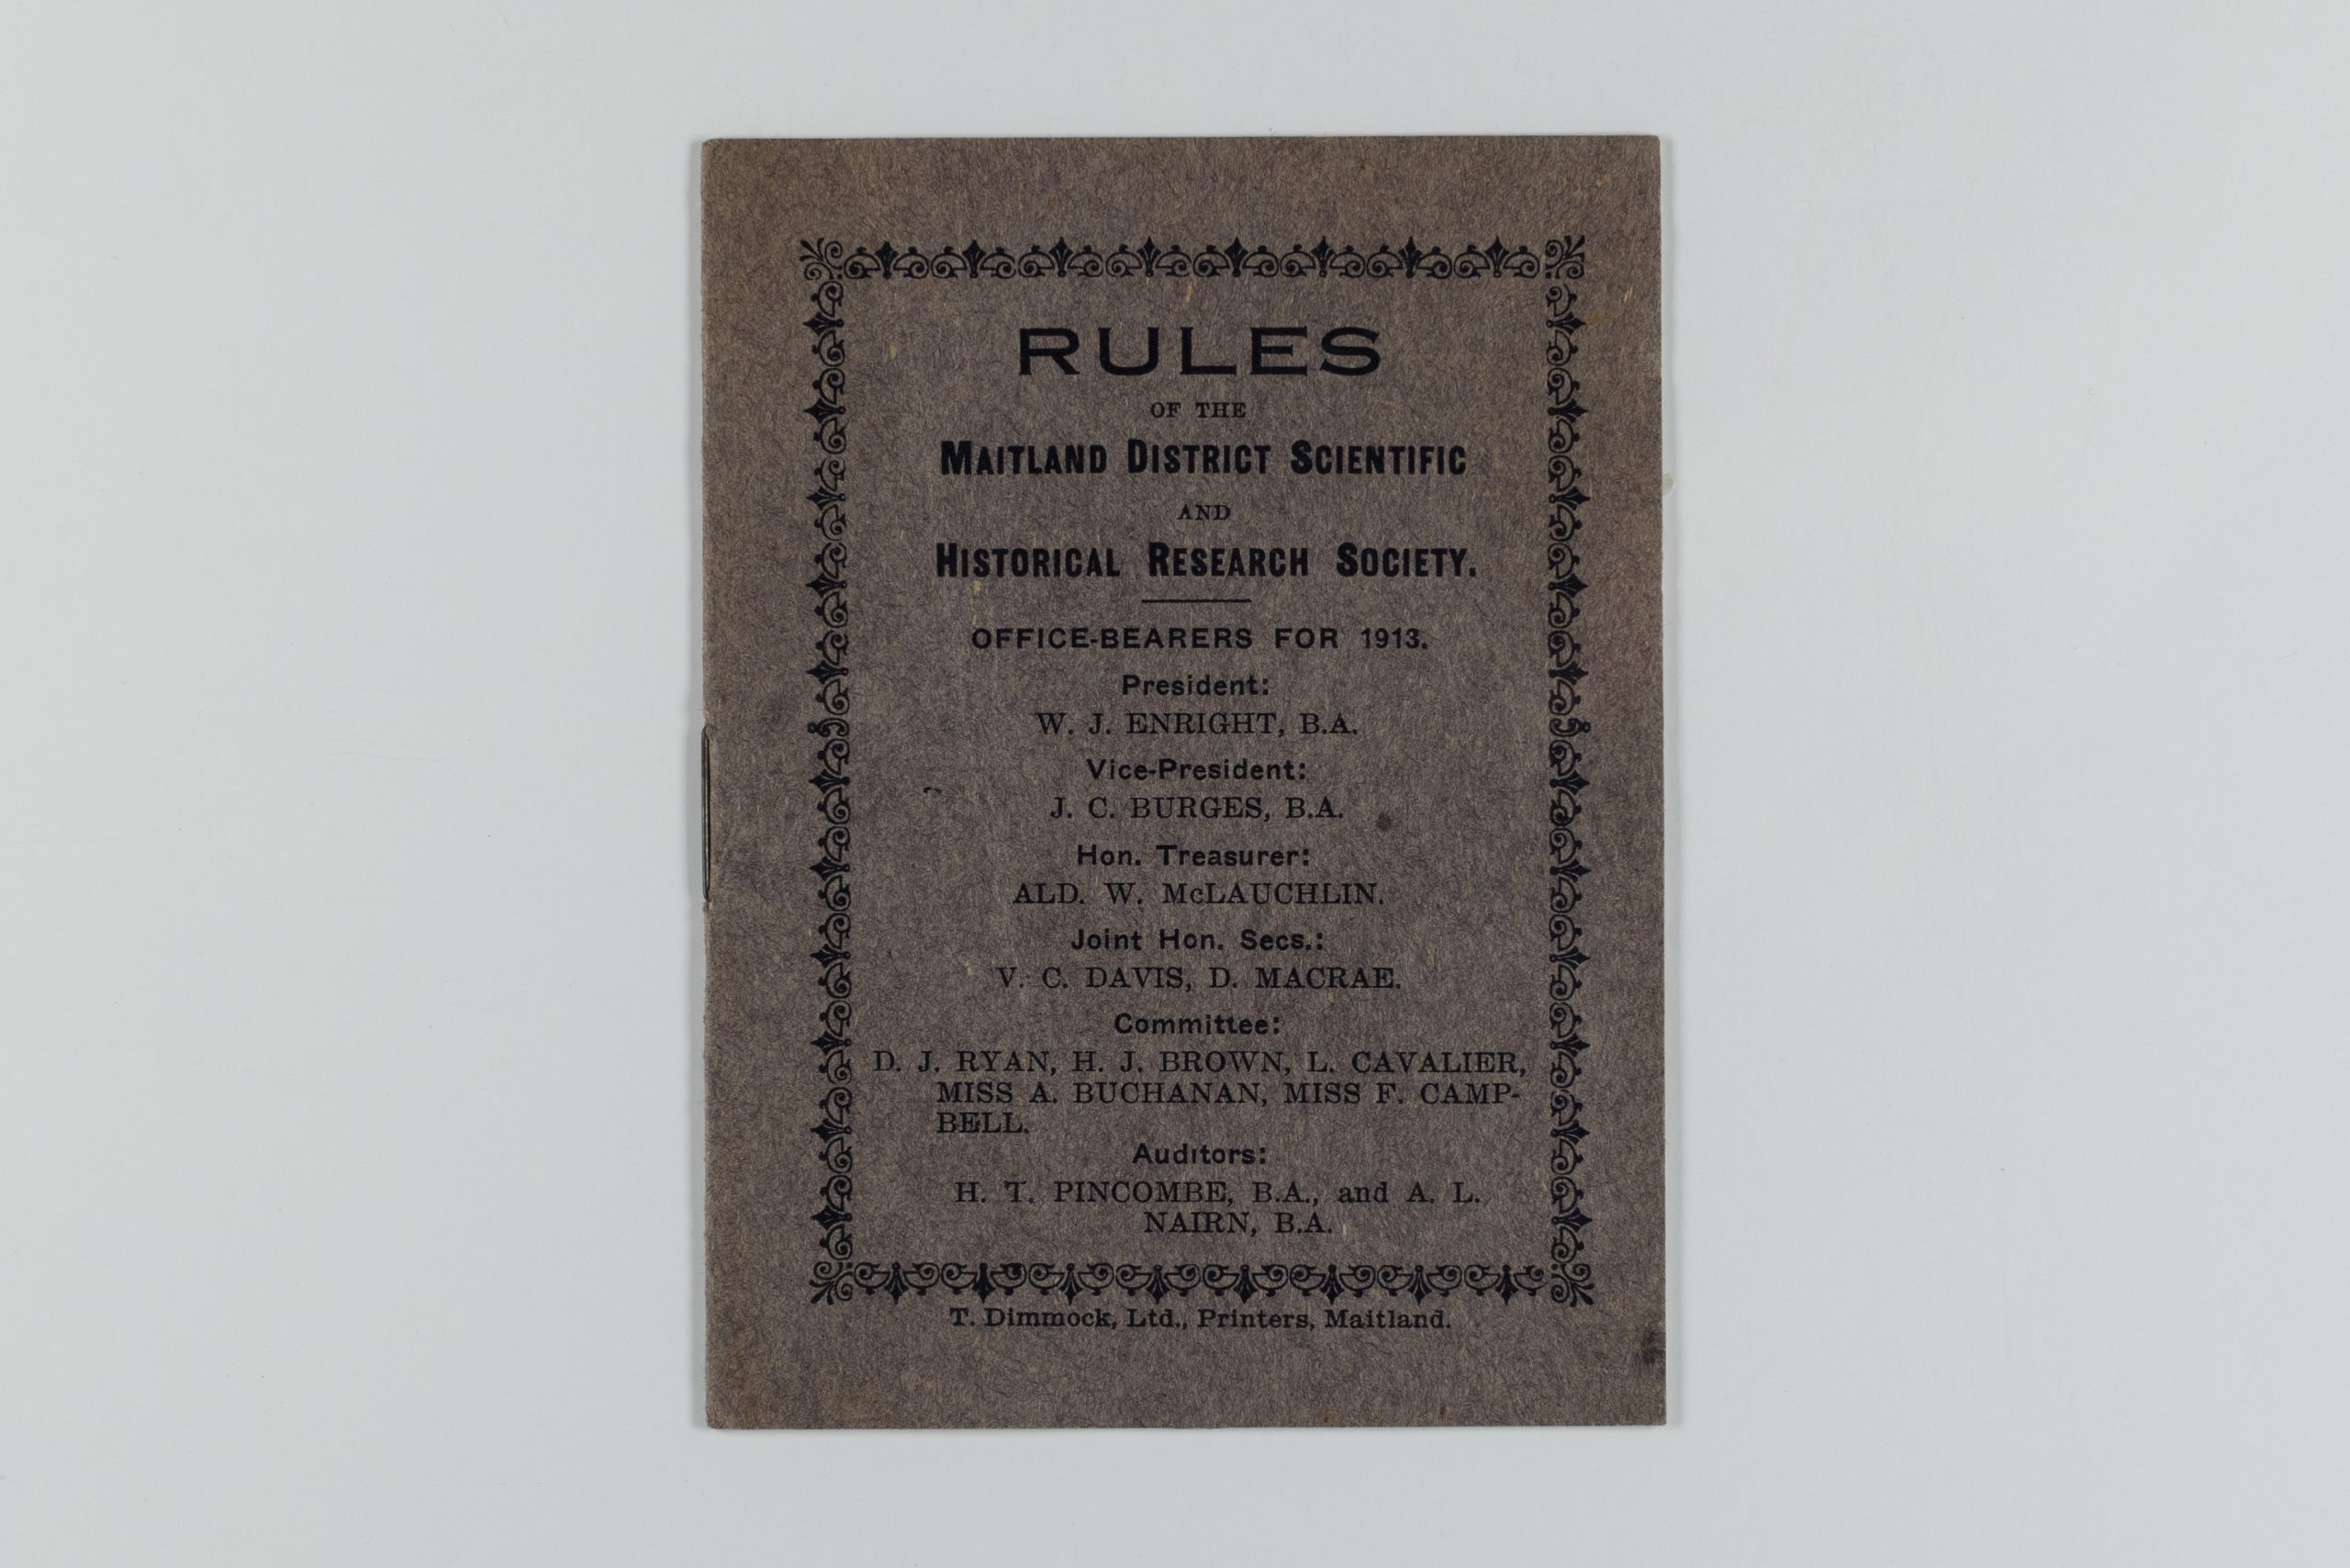 RULES
OF THE
MAITLAND DISTRICT SCIENTIFIC
AND
HISTORICAL RESEARCH SOCIETY.
OFFICE-BEARERS FOR 1913.
President:
W. J. ENRIGHT, B.A.
Vice-President:
J. C. BURGES, B.A.
Hon. Treasurer:
ALD. W. McLAUCHLIN.
Joint Hon. Secs.:
V. C. DAVIS, D. MACRAE.
Committee:
D. J. RYAN, H. J. BROWN, L. CAVALIER,
MISS A. BUCHANAN, MISS F. CAMP-
BELL.
Auditors:
H. T. PINCOMBE, B.A., and A. L.
NAIRN, B.A.
T. Dimmock, Ltd., Printers, Maitland.